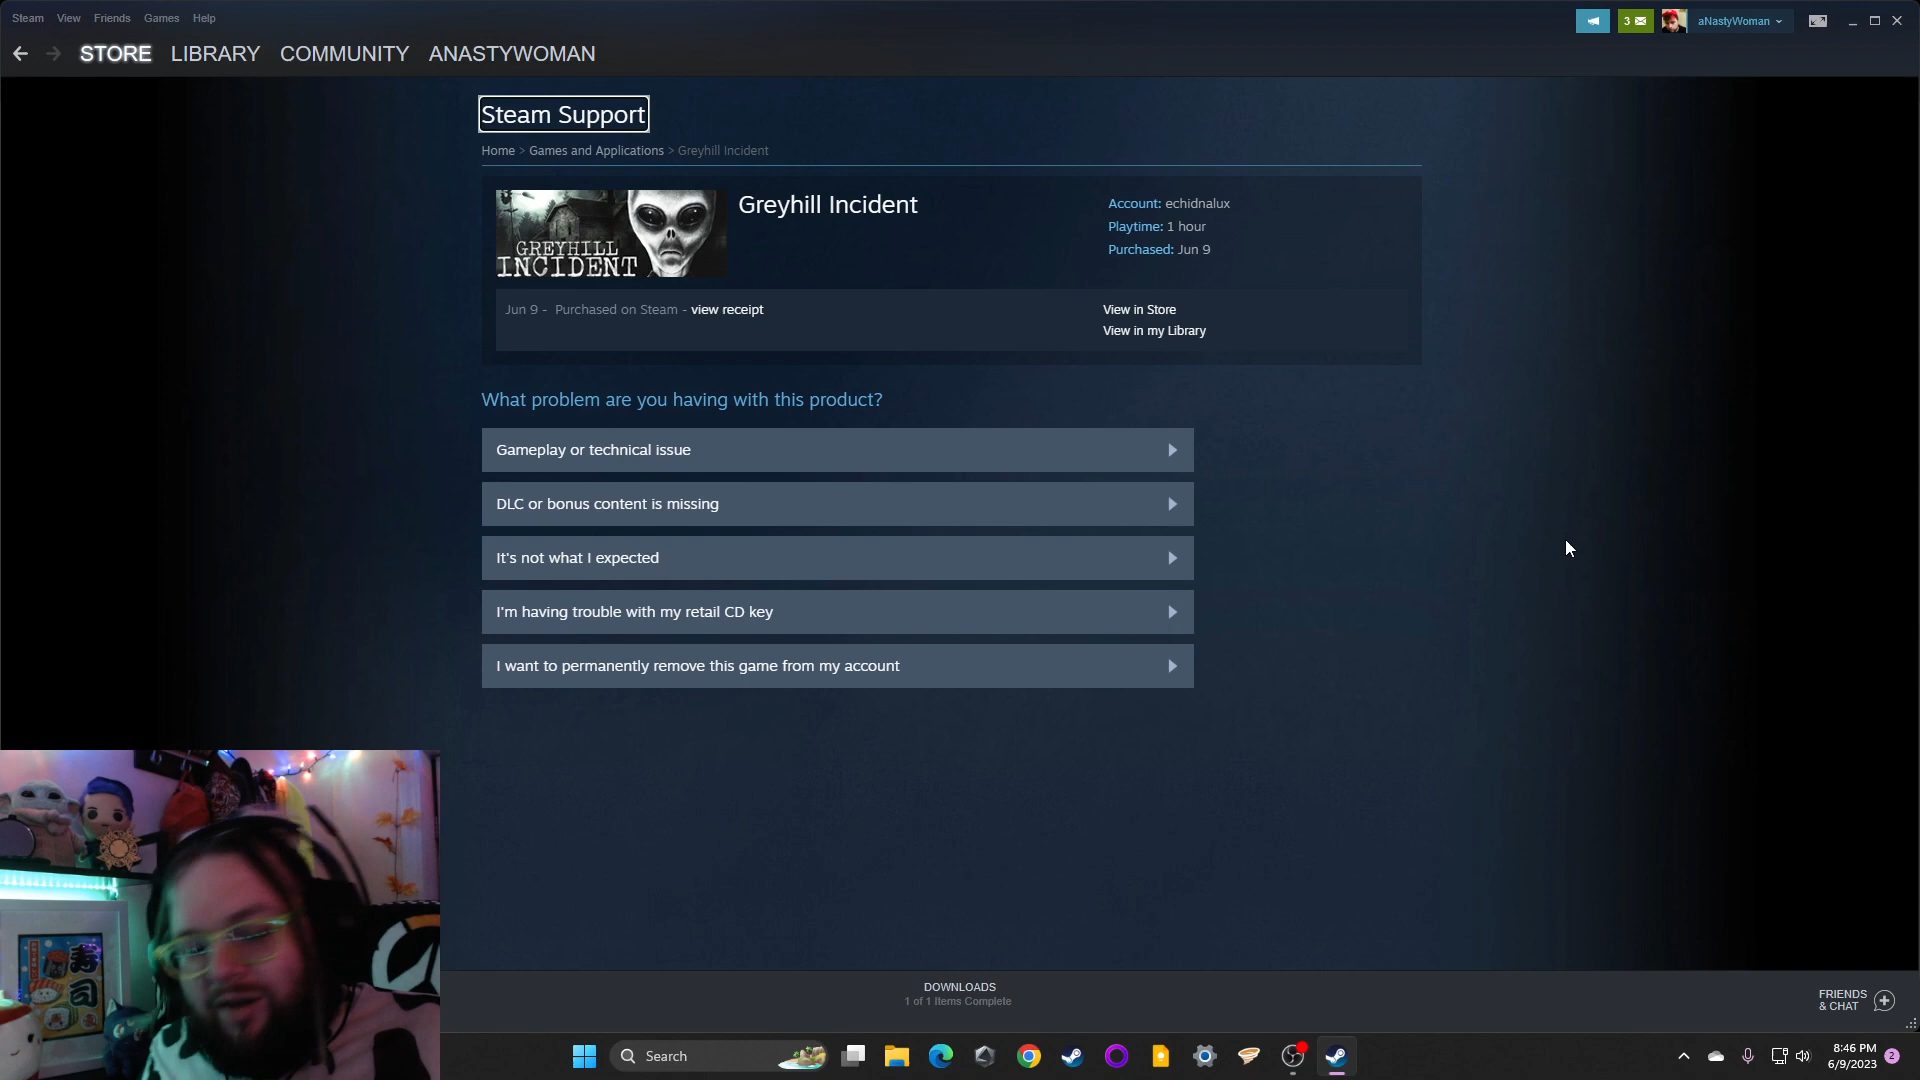 Steam View Friends Games Help
3
aNastyWoman
STORE LIBRARY COMMUNITY ANASTYWOMAN
Steam Support
Home > Games and Applications > Greyhill Incident
GREYHILL
INCIDENT
Greyhill Incident
Account: echidnalux
Playtime: 1 hour
Purchased: Jun 9
Jun 9 - Purchased on Steam - view receipt
View in Store
View in my Library
What problem are you having with this product?
Gameplay or technical issue
DLC or bonus content is missing
It's not what I expected
I'm having trouble with my retail CD key
I want to permanently remove this game from my account
寿
司
DOWNLOADS
1 of 1 Items Complete
FRIENDS
& CHAT
Search
8:46 PM
6/9/2023
2